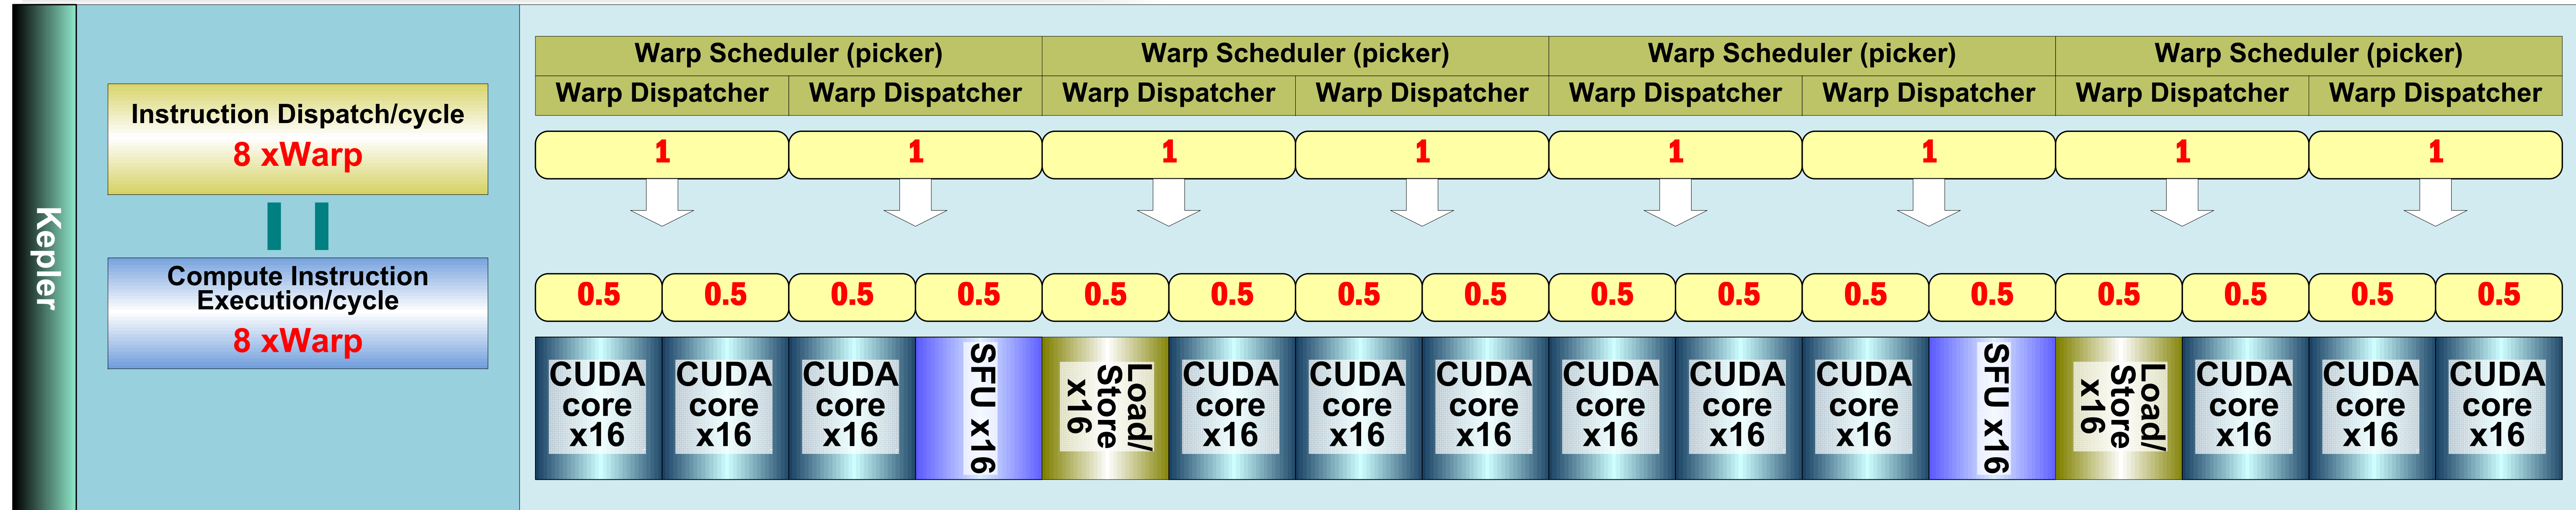 Kepler
Instruction Dispatch/cycle
8 xWarp
Compute Instruction
Execution/cycle
8 xWarp
Warp Scheduler (picker) Warp Scheduler (picker) Warp Scheduler (picker) Warp Scheduler (picker)
Warp Dispatcher Warp Dispatcher Warp Dispatcher Warp Dispatcher Warp Dispatcher Warp Dispatcher Warp Dispatcher Warp Dispatcher
1 1 1 1 1 1 1 1
0.5 0.5 0.5 0.5 0.5 0.5 0.5 0.5 0.5 0.5 0.5 0.5 0.5 0.5 0.5 0.5
CUDA
core
x16
CUDA
core
x16
CUDA
core
x16
SFU x16
Load/
Store
x16
CUDA
core
x16
CUDA
core
x16
CUDA
core
x16
CUDA
core
x16
CUDA
core
x16
CUDA
core
x16
SFU x16
Load/
Store
x16
CUDA
core
x16
CUDA
core
x16
CUDA
core
x16